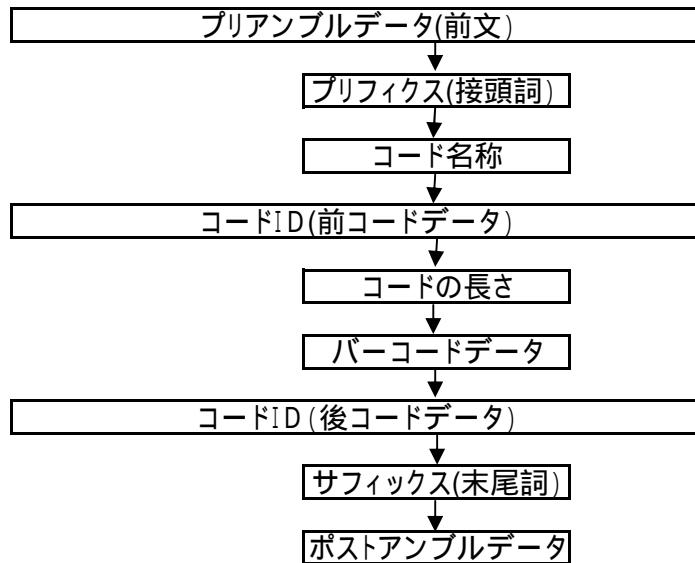 プリアンブルデータ(前文)
プリフィクス(接頭詞)
コード名称
コードID(前コードデータ)
コードの長さ
バーコードデータ
コードID(後コードデータ)
サフィックス(末尾詞)
ポストアンブルデータ